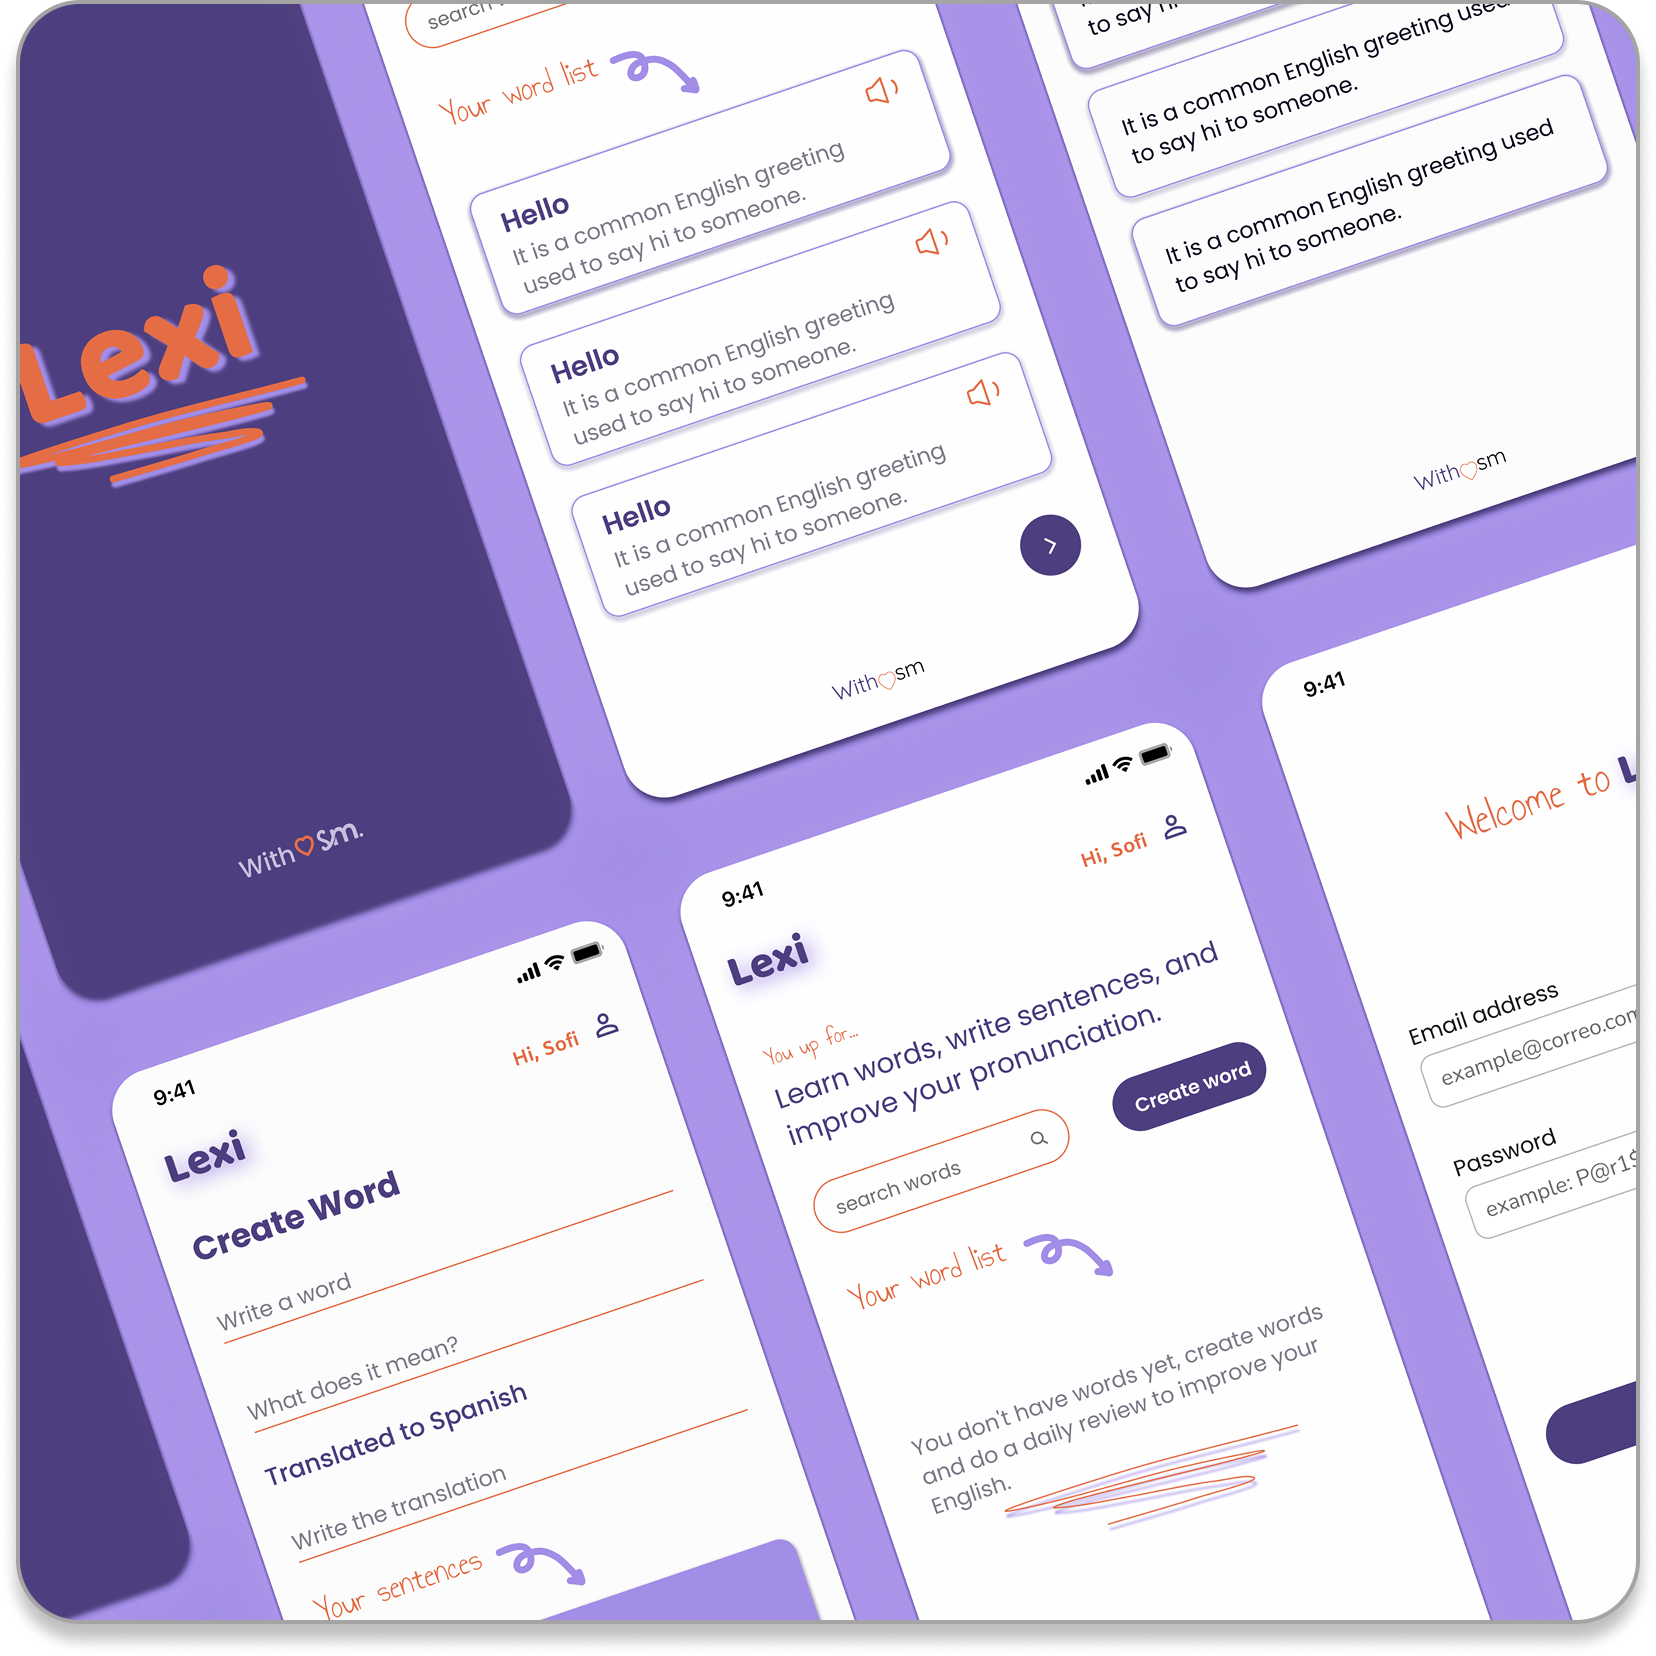 Lexi
With sm.
search
Your word list
Hello
It is a common English greeting
used to say hi to someone.
Hello
It is a common English greeting
used to say hi to someone.
Hello
It is a common English greeting
used to say hi to someone.
With sm
to say hi
It is a common English greeting used
to say hi to someone.
It is a common English greeting used
to say hi to someone.
With sm
9:41
Hi, Sofi
Lexi
Create Word
Write a word
What does it mean?
Translated to Spanish
Write the translation
Your sentences
9:41
Hi, Sofi
Lexi
You up for...
Learn words, write sentences, and
improve your pronunciation.
Create word
search words
Your word list
You don't have words yet, create words
and do a daily review to improve your
English.
9:41
Welcome to L
Email address
example@correo.com
Password
example: P@r1$